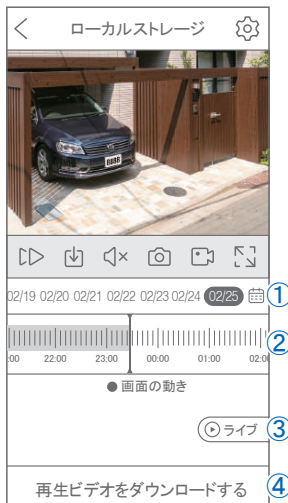 ローカルストレージ
8888
02/19 02/20 02/21 02/22 02/23 02/24 02/25 ①
②
:00 22:00 23:00 00:00 01:00 02:0
●画面の動き
ライブ ③
再生ビデオをダウンロードする ④